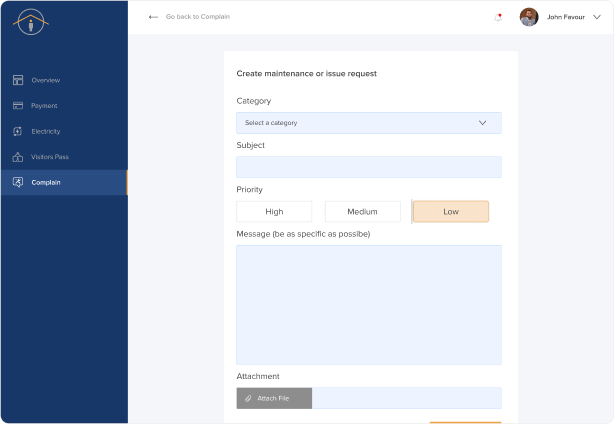 Go back to Complain
John Favour
Overview
Payment
Electricity
Visitors Pass
Complain
Create maintenance or issue request
Category
Select a category
Subject
Priority
High
Medium
Low
Message (be as specific as possibe)
Attachment
Attach File